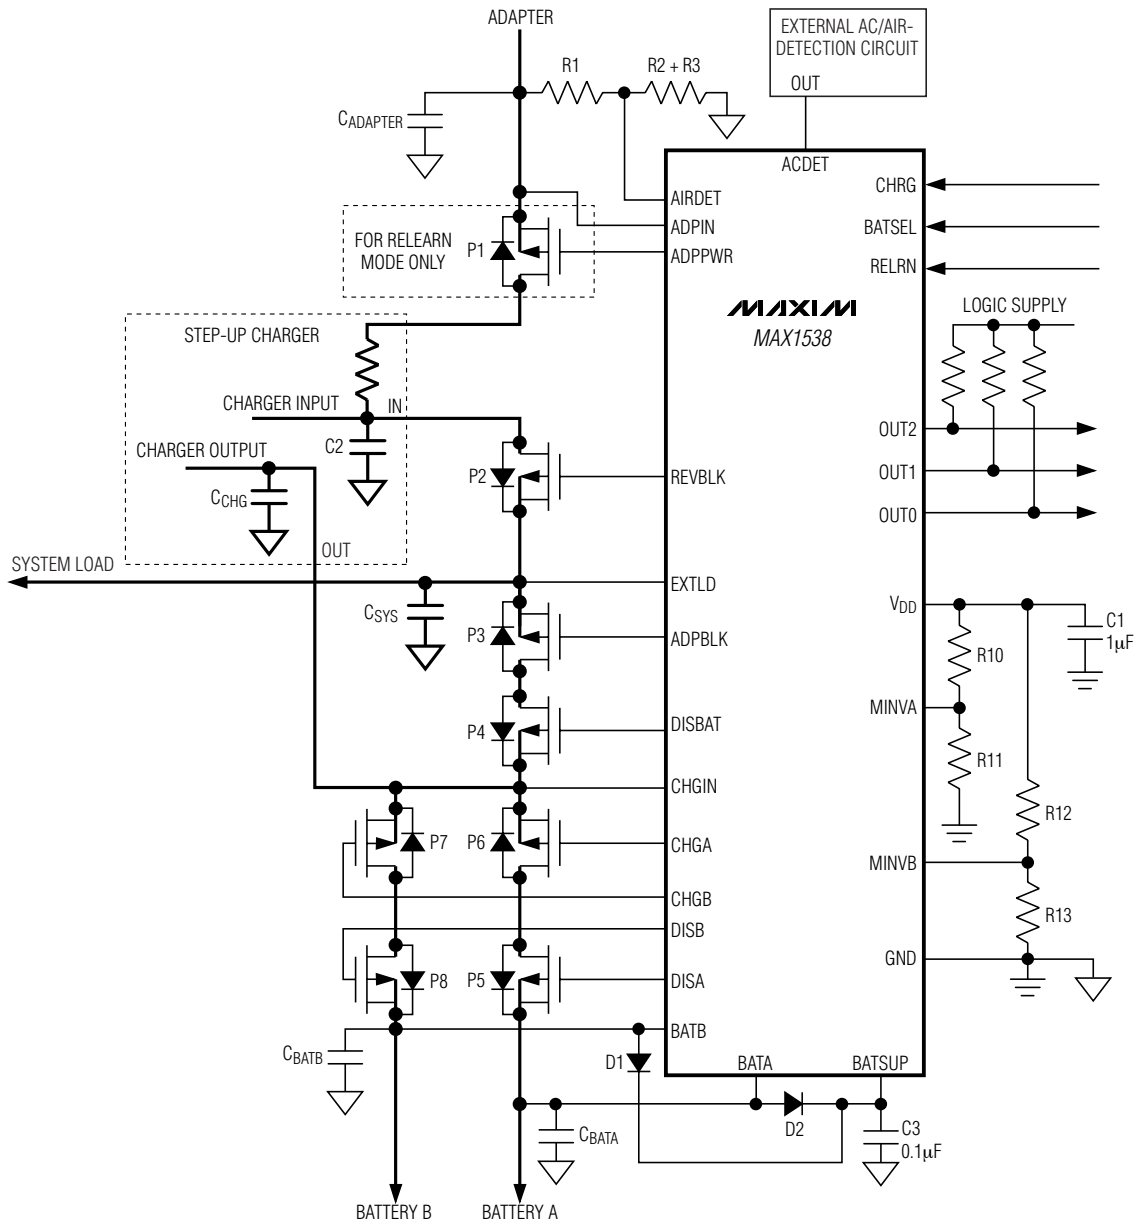 ADAPTER
EXTERNAL AC/AIR-
DETECTION CIRCUIT
OUT
R1
R2 + R3
CADAPTER
ACDET
AIRDET
ADPIN
ADPPWR
CHRG
BATSEL
RELRN
FOR RELEARN
MODE ONLY
P1
MAXIM
MAX1538
LOGIC SUPPLY
STEP-UP CHARGER
CHARGER INPUT
IN
C2
CHARGER OUTPUT
CCHG
OUT
P2
REVBLK
OUT2
OUT1
OUT0
SYSTEM LOAD
EXTLD
CSYS
P3
ADPBLK
VDD
C1
1µF
R10
MINVA
R11
P4
DISBAT
CHGIN
P7
P6
CHGA
CHGB
R12
MINVB
R13
DISB
P8
P5
DISA
GND
BATB
CBATB
D1
BATA
BATSUP
D2
CBATA
C3
0.1µF
BATTERY B
BATTERY A